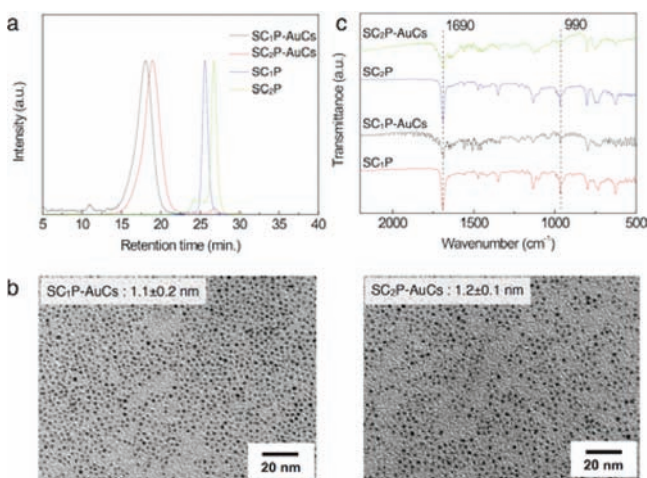 a
SC₁P-AuCs
SC₂P-AuCs
SC₁P
SC₂P
Intensity (a.u.)
5 10 15 20 25 30 35 40
Retention time (min.)
c
1690 990
SC₂P-AuCs
SC₂P
SC₁P-AuCs
SC₁P
Transmittance (a.u.)
2000 1500 1000 500
Wavenumber (cm⁻¹)
b
SC₁P-AuCs : 1.1±0.2 nm
20 nm
SC₂P-AuCs : 1.2±0.1 nm
20 nm